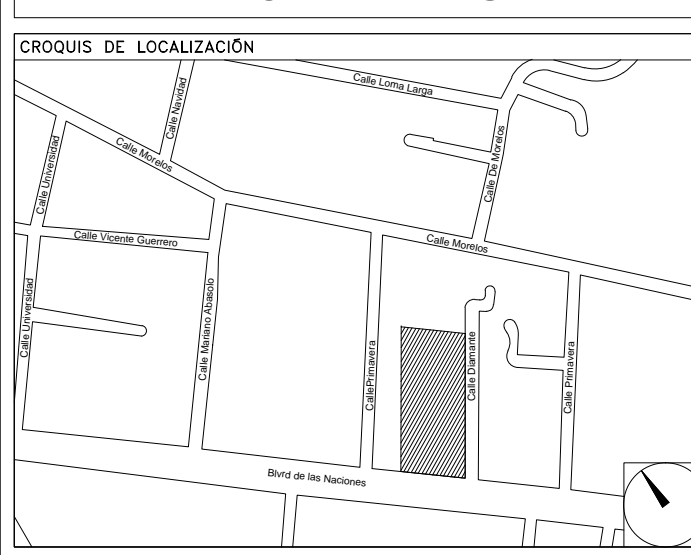 CROQUIS DE LOCALIZACIÓN
Calle Loma Larga
Calle Navidad
Calle Morelos
Calle Universidad
Calle De Morelos
Calle Vicente Guerrero
Calle Morelos
Calle Universidad
Calle Mariano Abasolo
CallePrimavera
Calle Diamante
Calle Primavera
Blvrd de las Naciones